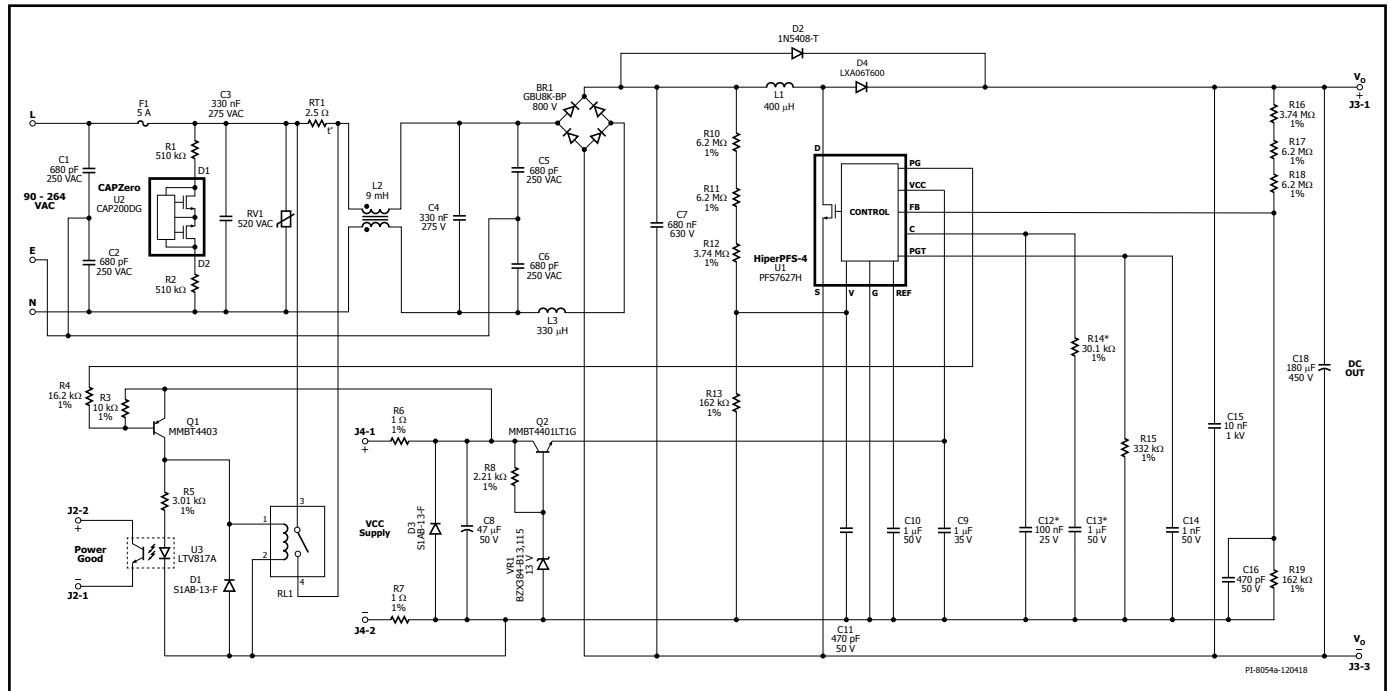 D2
1N5408-T
D4
LXA06T600
L1
400 µH
VO
+
J3-1
BR1
GBU8K-BP
800 V
C3
330 nF
275 VAC
RT1
2.5 Ω
t°
F1
5 A
L
C1
680 pF
250 VAC
R1
510 kΩ
D1
CAPZero
U2
CAP200DG
D2
R2
510 kΩ
90 - 264
VAC
RV1
520 VAC
L2
9 mH
C4
330 nF
275 V
C5
680 pF
250 VAC
C6
680 pF
250 VAC
L3
330 µH
E
C2
680 pF
250 VAC
N
C7
680 nF
630 V
R10
6.2 MΩ
1%
R11
6.2 MΩ
1%
R12
3.74 MΩ
1%
R13
162 kΩ
1%
D
PG
VCC
FB
C
PGT
CONTROL
HiperPFS-4
U1
PFS7627H
S
V
G
REF
R16
3.74 MΩ
1%
R17
6.2 MΩ
1%
R18
6.2 MΩ
1%
R14*
30.1 kΩ
1%
R15
332 kΩ
1%
C15
10 nF
1 kV
C18
180 µF
450 V
DC
OUT
R4
16.2 kΩ
1%
R3
10 kΩ
1%
Q1
MMBT4403
R5
3.01 kΩ
1%
J2-2
+
Power
Good
−
J2-1
U3
LTV817A
D1
S1AB-13-F
1
2
3
4
RL1
J4-1
+
R6
1 Ω
1%
Q2
MMBT4401LT1G
R8
2.21 kΩ
1%
VCC
Supply
D3
S1AB-13-F
C8
47 µF
50 V
VR1
BZX384-B13,115
13 V
R7
1 Ω
1%
−
J4-2
C11
470 pF
50 V
C10
1 µF
50 V
C9
1 µF
35 V
C12*
100 nF
25 V
C13*
1 µF
50 V
C14
1 nF
50 V
C16
470 pF
50 V
R19
162 kΩ
1%
VO
−
J3-3
PI-8054a-120418